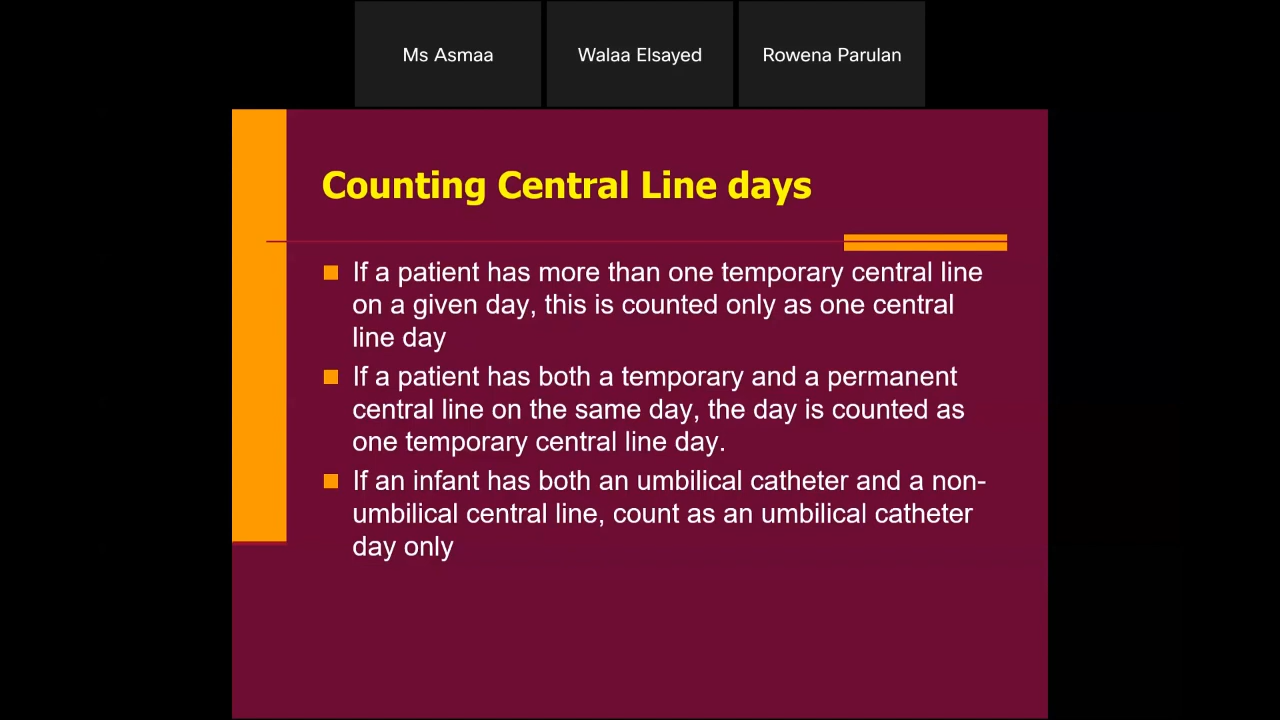 Ms Asmaa
Walaa Elsayed
Rowena Parulan
Counting Central Line days
If a patient has more than one temporary central line
on a given day, this is counted only as one central
line day
If a patient has both a temporary and a permanent
central line on the same day, the day is counted as
one temporary central line day.
If an infant has both an umbilical catheter and a non-
umbilical central line, count as an umbilical catheter
day only